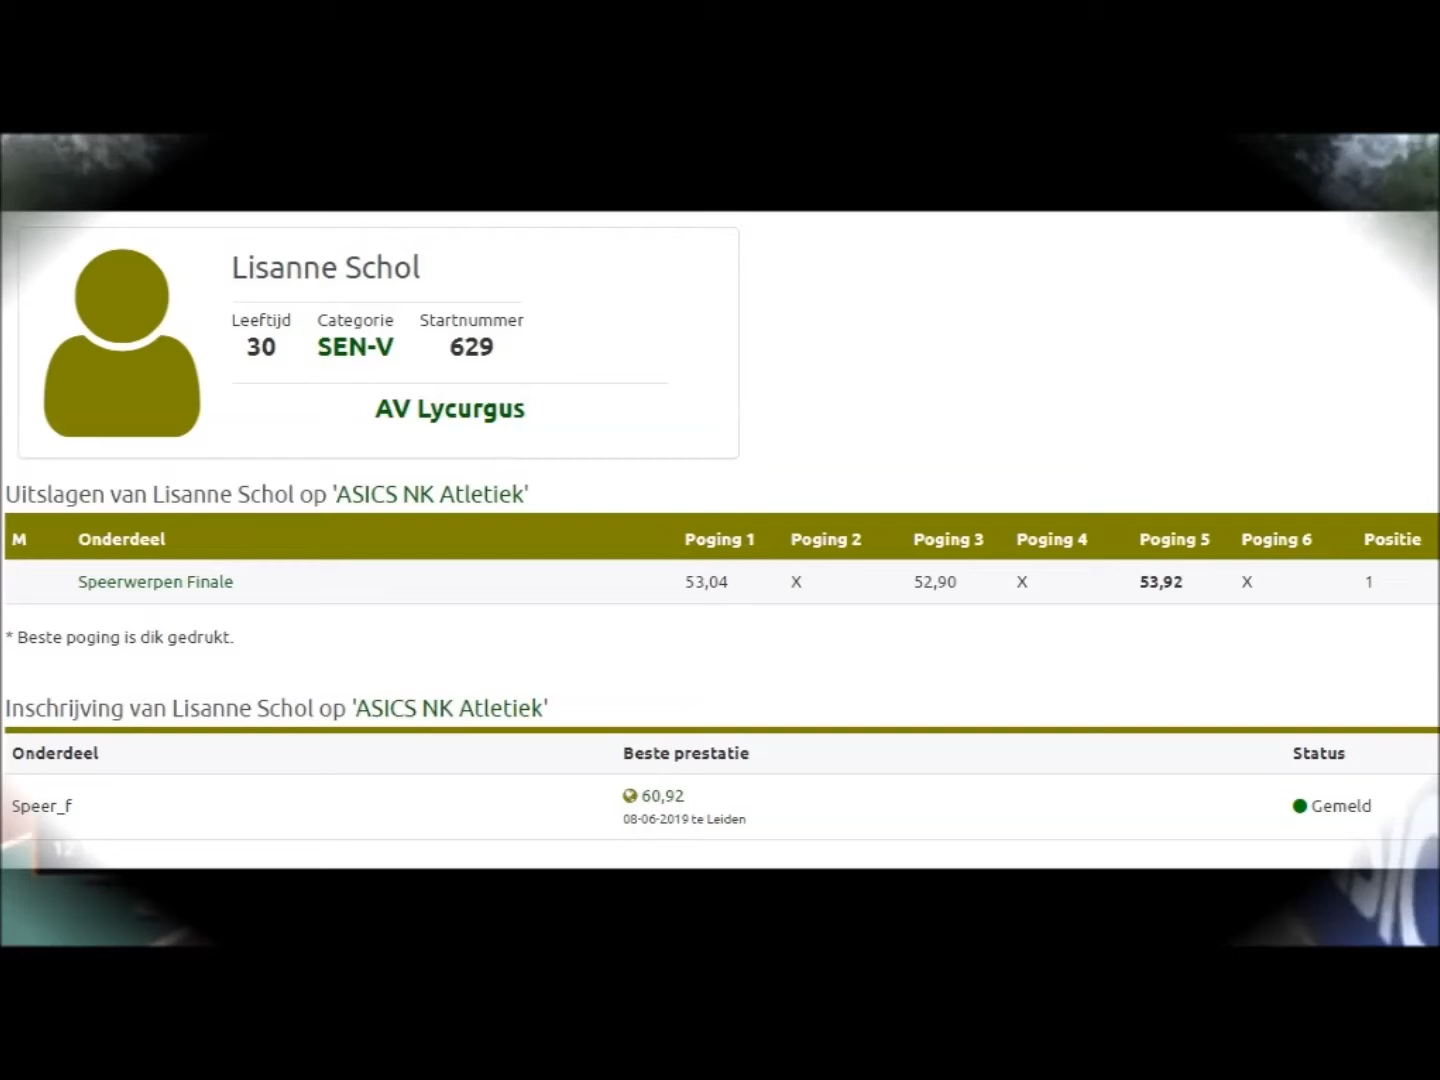 Lisanne Schol
Leeftijd Categorie Startnummer
30 SEN-V 629
AV Lycurgus
Uitslagen van Lisanne Schol op 'ASICS NK Atletiek'
M Onderdeel Poging 1 Poging 2 Poging 3 Poging 4 Poging 5 Poging 6 Positie
Speerwerpen Finale 53,04 X 52,90 X 53,92 X 1
* Beste poging is dik gedrukt.
Inschrijving van Lisanne Schol op 'ASICS NK Atletiek'
Onderdeel Beste prestatie Status
Speer_f 60,92 Gemeld
08-06-2019 te Leiden